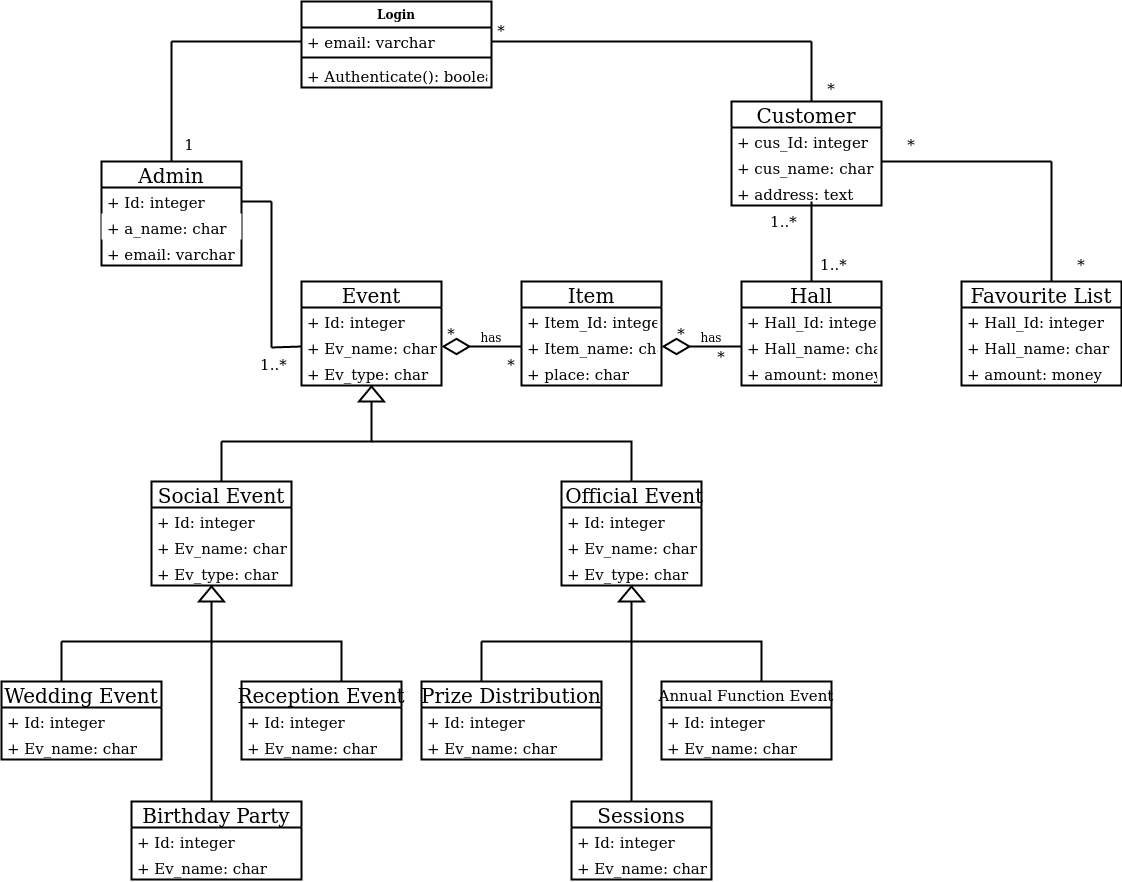 Login
+ email: varchar
+ Authenticate(): boolea
*
*
1
Customer
+ cus_Id: integer
+ cus_name: char
+ address: text
*
Admin
+ Id: integer
+ a_name: char
+ email: varchar
1..*
1..*
*
Event
+ Id: integer
+ Ev_name: char
+ Ev_type: char
1..*
*
has
*
Item
+ Item_Id: intege
+ Item_name: ch
+ place: char
*
has
*
Hall
+ Hall_Id: intege
+ Hall_name: cha
+ amount: money
Favourite List
+ Hall_Id: integer
+ Hall_name: char
+ amount: money
Social Event
+ Id: integer
+ Ev_name: char
+ Ev_type: char
Official Event
+ Id: integer
+ Ev_name: char
+ Ev_type: char
Wedding Event
+ Id: integer
+ Ev_name: char
Reception Event
+ Id: integer
+ Ev_name: char
Prize Distribution
+ Id: integer
+ Ev_name: char
Annual Function Event
+ Id: integer
+ Ev_name: char
Birthday Party
+ Id: integer
+ Ev_name: char
Sessions
+ Id: integer
+ Ev_name: char